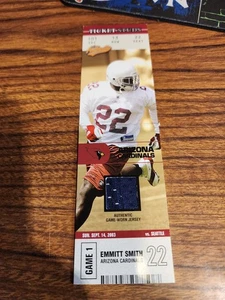 TICKET STUBS
22
ARIZONA
CARDINALS
AUTHENTIC
GAME-WORN JERSEY
SUN. SEPT. 14, 2003 vs. SEATTLE
GAME 1
EMMITT SMITH
ARIZONA CARDINALS
22